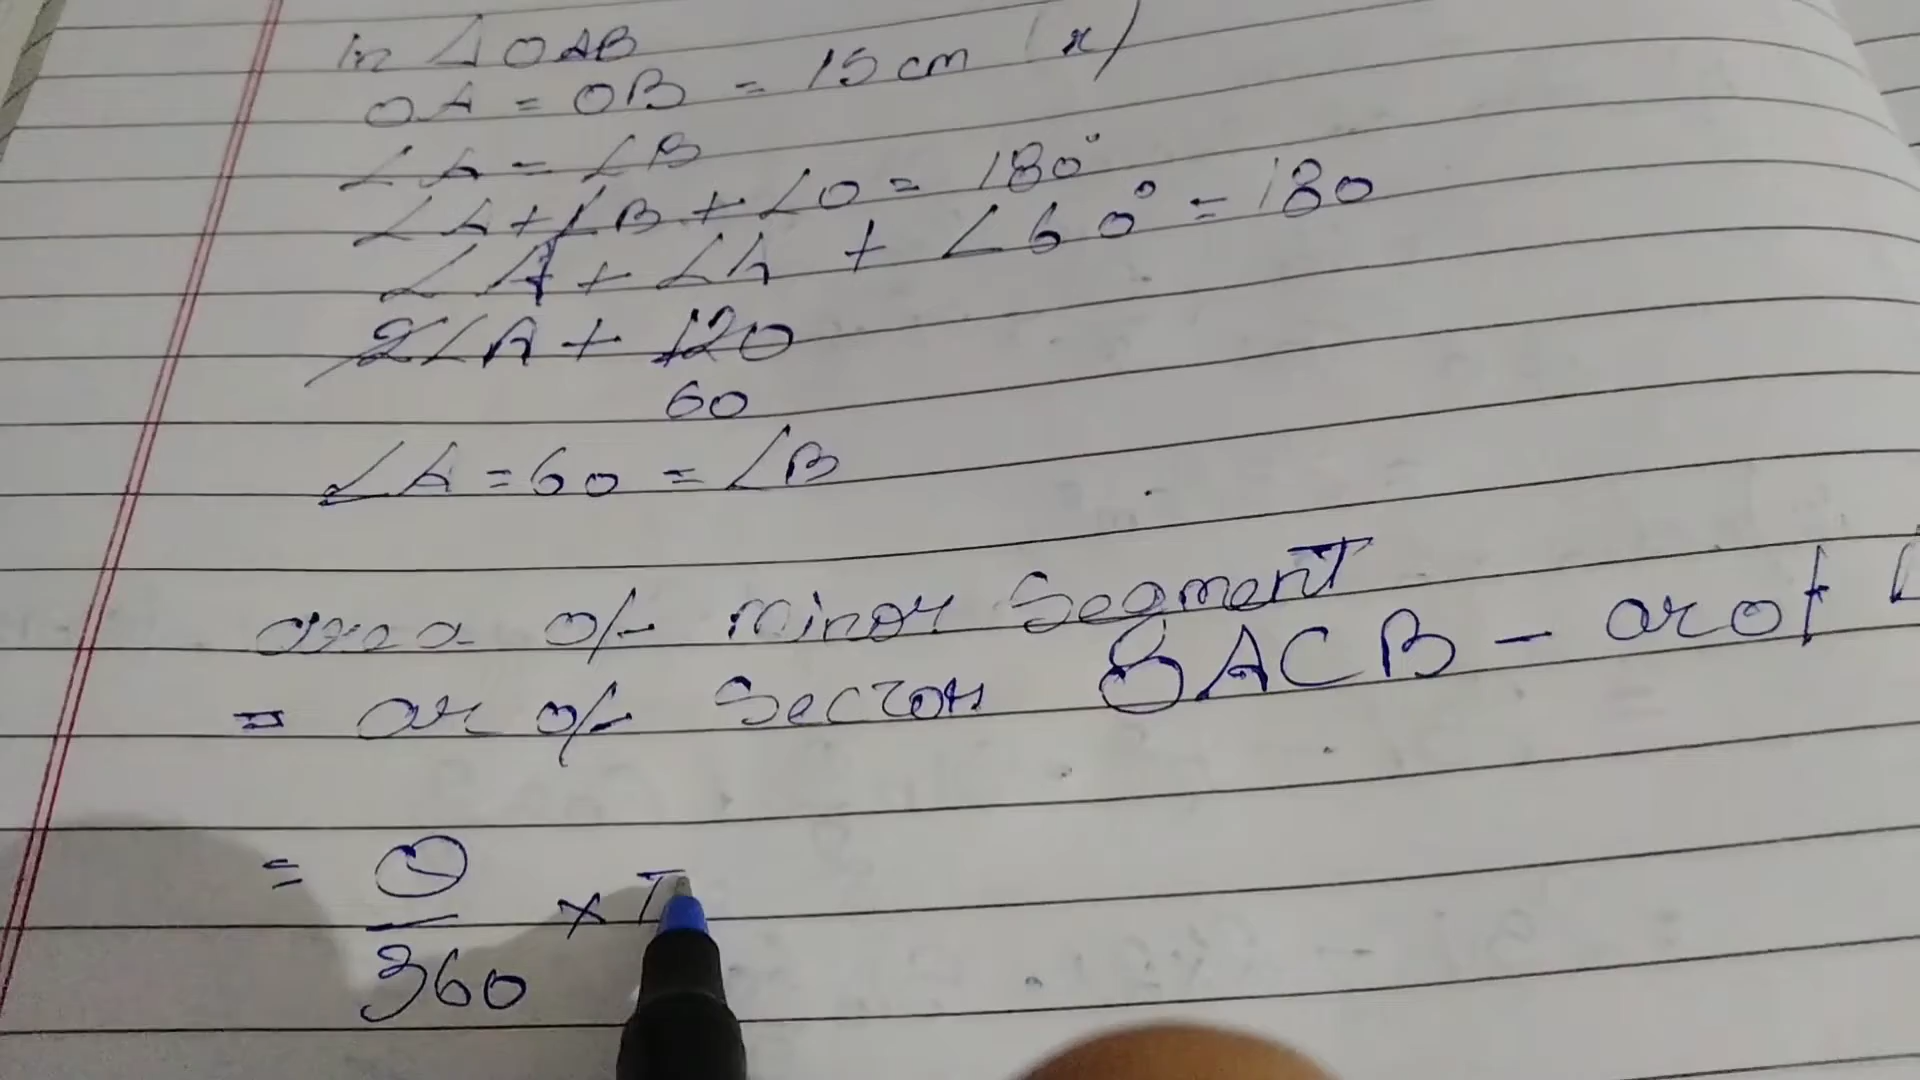 in △OAB
OA = OB = 15 cm (r)
∠A = ∠B
∠A + ∠B + ∠O = 180°
∠A + ∠A + ∠60° = 180
2∠A + 120
60
∠A = 60 = ∠B
area of minor Segment
= ar of Sector OACB - ar of
= θ
360 × π